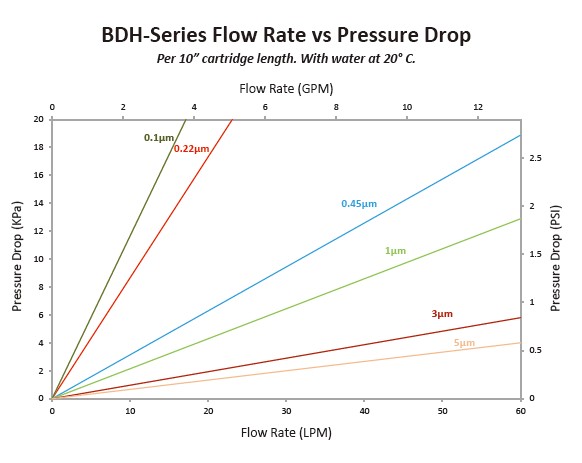 BDH-Series Flow Rate vs Pressure Drop
Per 10” cartridge length. With water at 20° C.
Flow Rate (GPM)
0 2 4 6 8 10 12
20
18
16
14
12
10
8
6
4
2
0
Pressure Drop (KPa)
0.1µm
0.22µm
0.45µm
1µm
3µm
5µm
2.5
2
1.5
1
0.5
0
Pressure Drop (PSI)
0 10 20 30 40 50 60
Flow Rate (LPM)